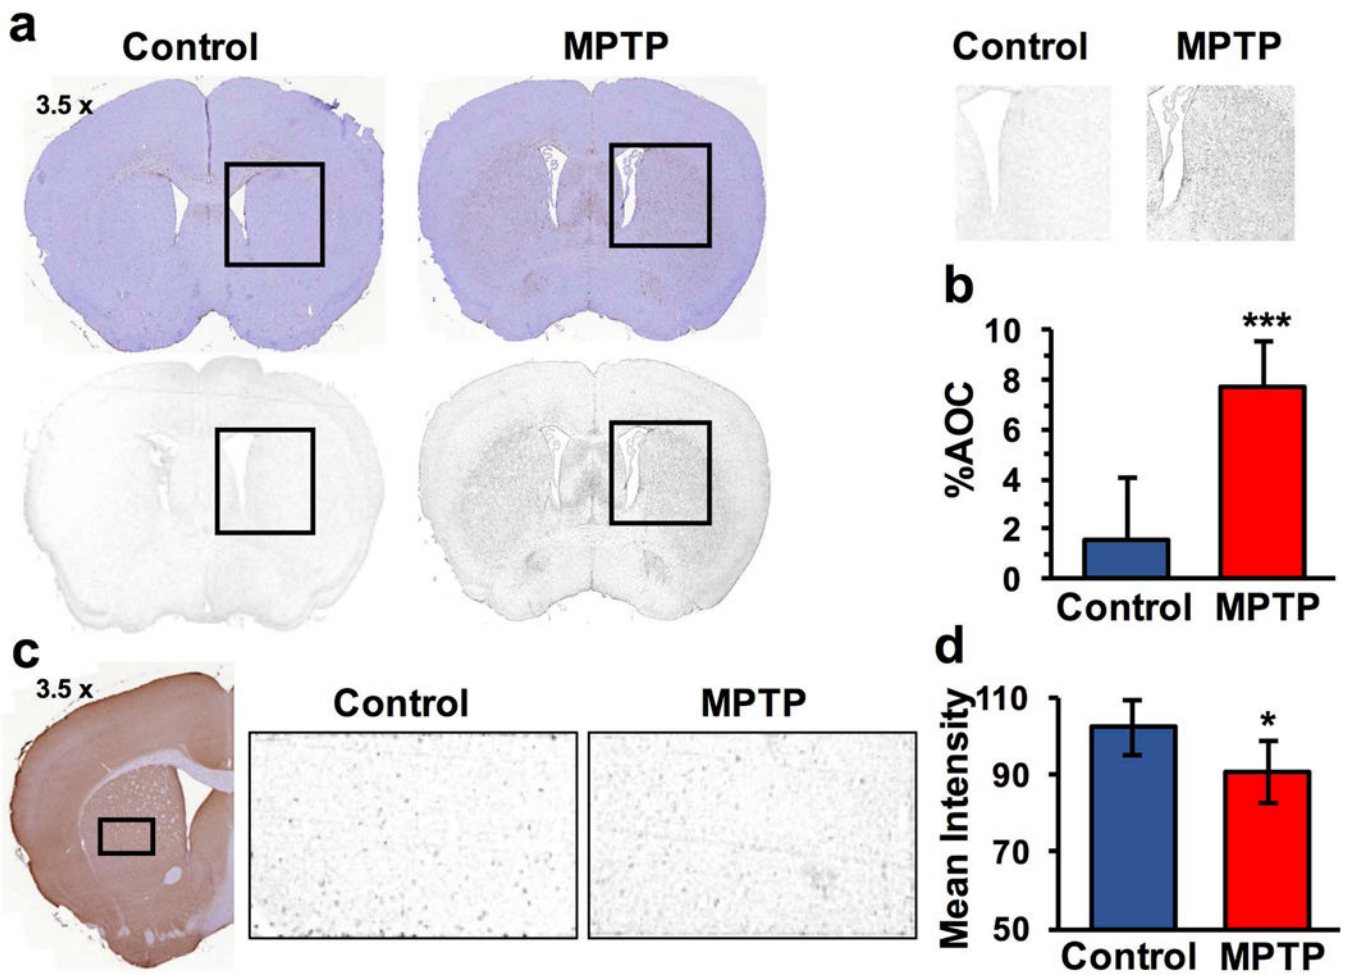 a
Control
MPTP
3.5 x
Control
MPTP
b
%AOC
10
8
6
4
2
0
***
Control
MPTP
c
3.5 x
Control
MPTP
d
Mean Intensity
110
90
70
50
*
Control
MPTP